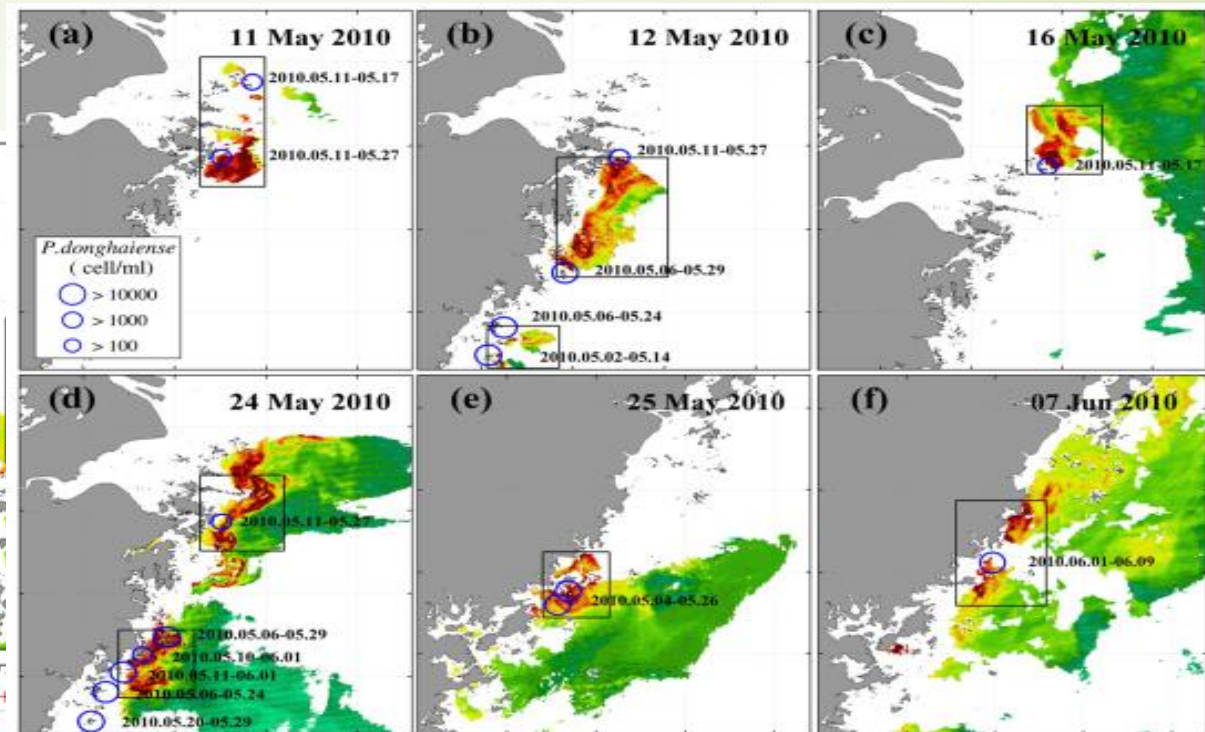 (a)
11 May 2010
2010.05.11-05.17
2010.05.11-05.27
P.donghaiense
( cell/ml)
> 10000
> 1000
> 100
(b)
12 May 2010
2010.05.11-05.27
2010.05.06-05.29
2010.05.06-05.24
2010.05.02-05.14
(c)
16 May 2010
2010.05.11-05.17
(d)
24 May 2010
2010.05.11-05.27
2010.05.06-05.29
2010.05.10-06.01
2010.05.11-06.01
2010.05.06-05.24
2010.05.20-05.29
(e)
25 May 2010
2010.05.04-05.26
(f)
07 Jun 2010
2010.06.01-06.09